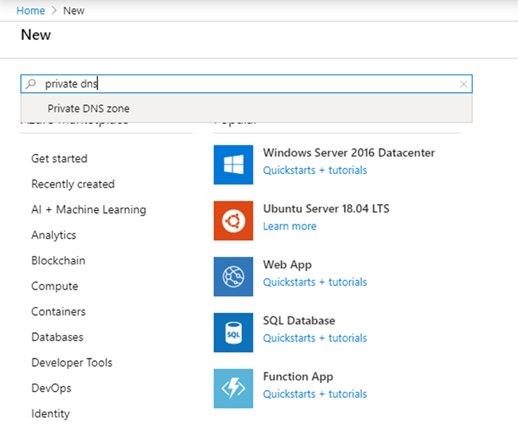 Home > New
New
private dns
Private DNS zone
Azure Marketplace
Popular
Get started
Recently created
AI + Machine Learning
Analytics
Blockchain
Compute
Containers
Databases
Developer Tools
DevOps
Identity
Windows Server 2016 Datacenter
Quickstarts + tutorials
Ubuntu Server 18.04 LTS
Learn more
Web App
Quickstarts + tutorials
SQL Database
Quickstarts + tutorials
Function App
Quickstarts + tutorials